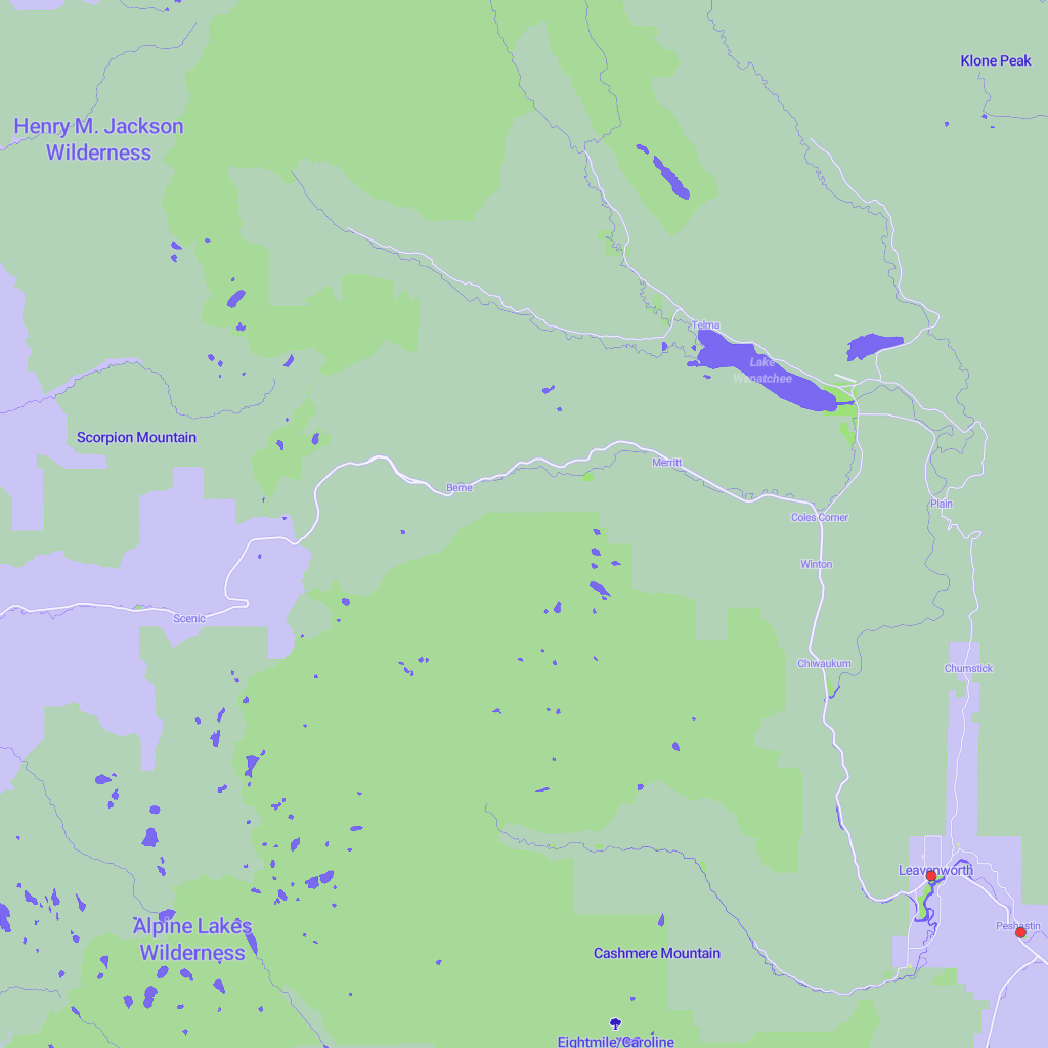 Klone Peak
Henry M. Jackson
Wilderness
Telma
Lake
Wenatchee
Scorpion Mountain
Merritt
Berne
Plain
Coles Corner
Winton
Scenic
Chiwaukum
Chumstick
Leavenworth
Alpine Lakes
Wilderness
Peshastin
Cashmere Mountain
Eightmile/Caroline